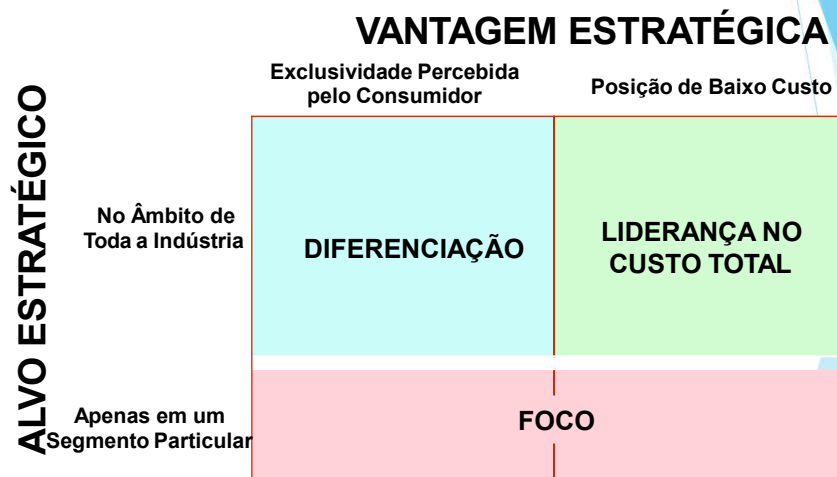 VANTAGEM ESTRATÉGICA
Exclusividade Percebida
pelo Consumidor
Posição de Baixo Custo
ALVO ESTRATÉGICO
No Âmbito de
Toda a Indústria
DIFERENCIAÇÃO
LIDERANÇA NO
CUSTO TOTAL
Apenas em um
Segmento Particular
FOCO